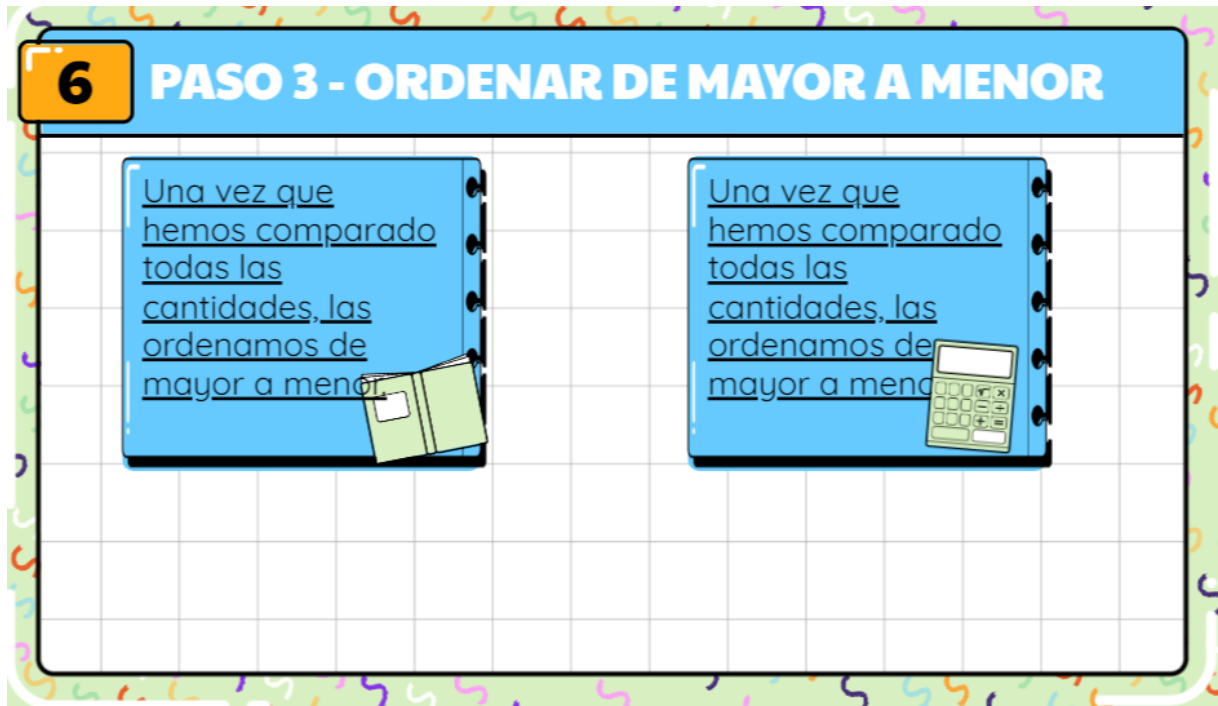 6
PASO 3 - ORDENAR DE MAYOR A MENOR
Una vez que
hemos comparado
todas las
cantidades, las
ordenamos de
mayor a menor.
Una vez que
hemos comparado
todas las
cantidades, las
ordenamos de
mayor a